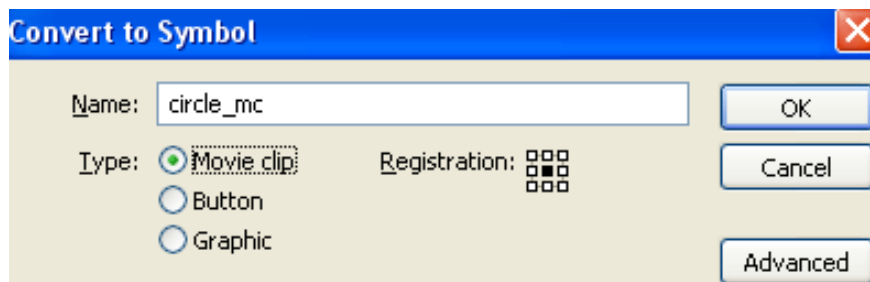 Convert to Symbol
Name: circle_mc OK
Type: Movie clip Registration: Cancel
Button
Graphic
Advanced